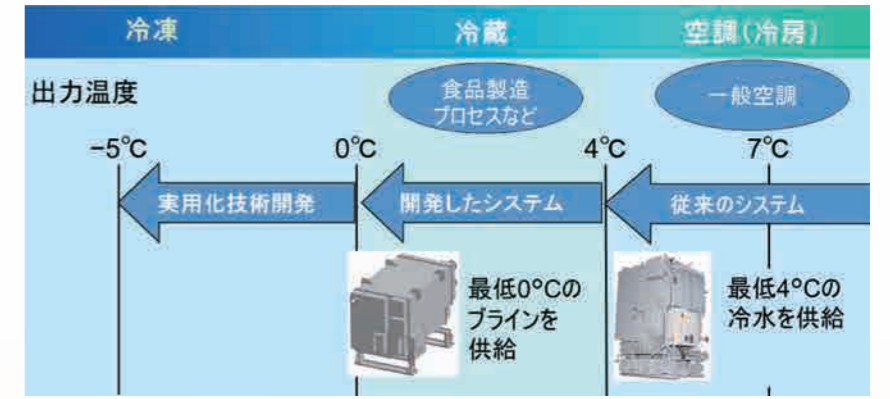 冷凍
冷蔵
空調(冷房)
出力温度
食品製造
プロセスなど
一般空調
-5℃
0℃
4℃
7℃
実用化技術開発
開発したシステム
従来のシステム
最低0℃の
ブラインを
供給
最低4℃の
冷水を供給